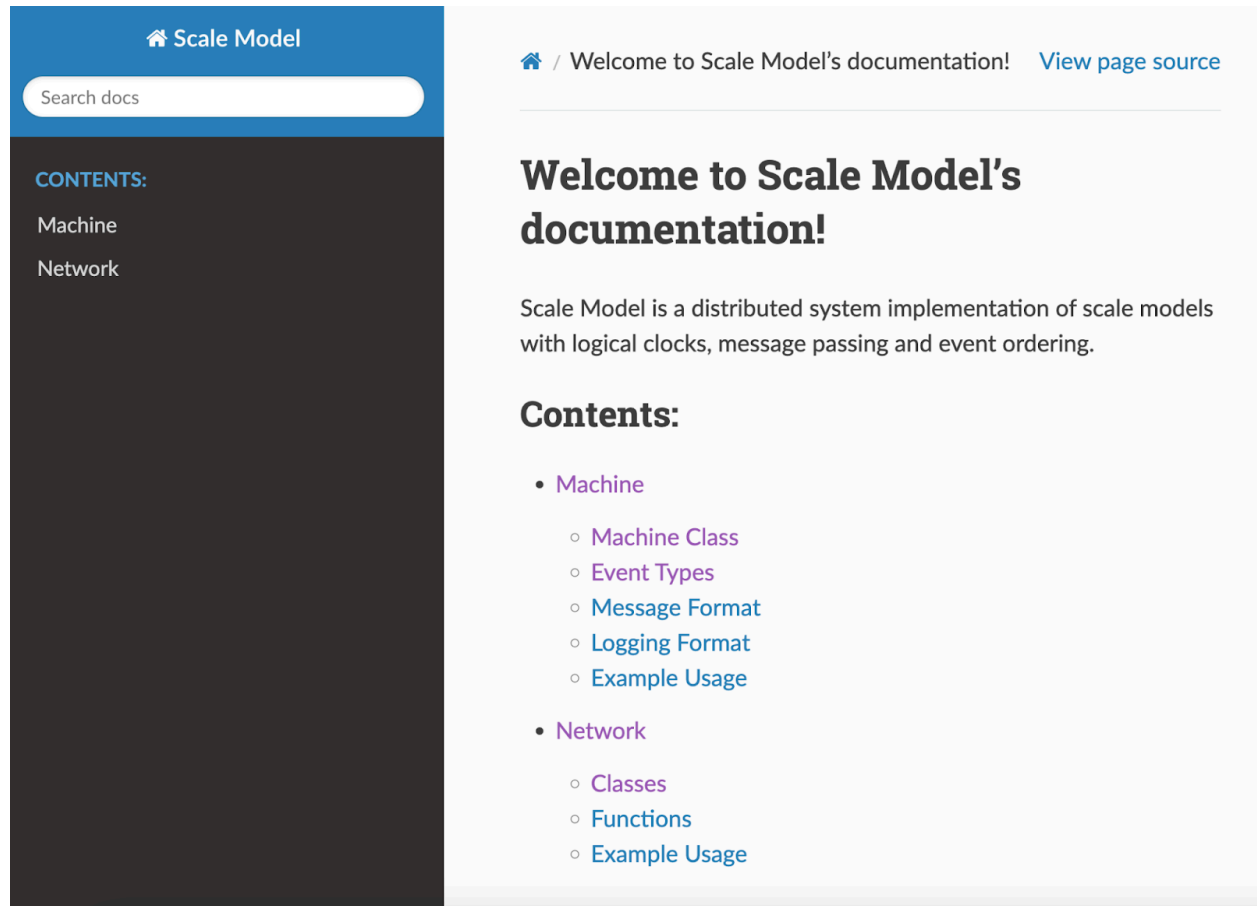 Scale Model
Search docs
CONTENTS:
Machine
Network
/ Welcome to Scale Model’s documentation! View page source
Welcome to Scale Model’s
documentation!
Scale Model is a distributed system implementation of scale models
with logical clocks, message passing and event ordering.
Contents:
• Machine
◦ Machine Class
◦ Event Types
◦ Message Format
◦ Logging Format
◦ Example Usage
• Network
◦ Classes
◦ Functions
◦ Example Usage